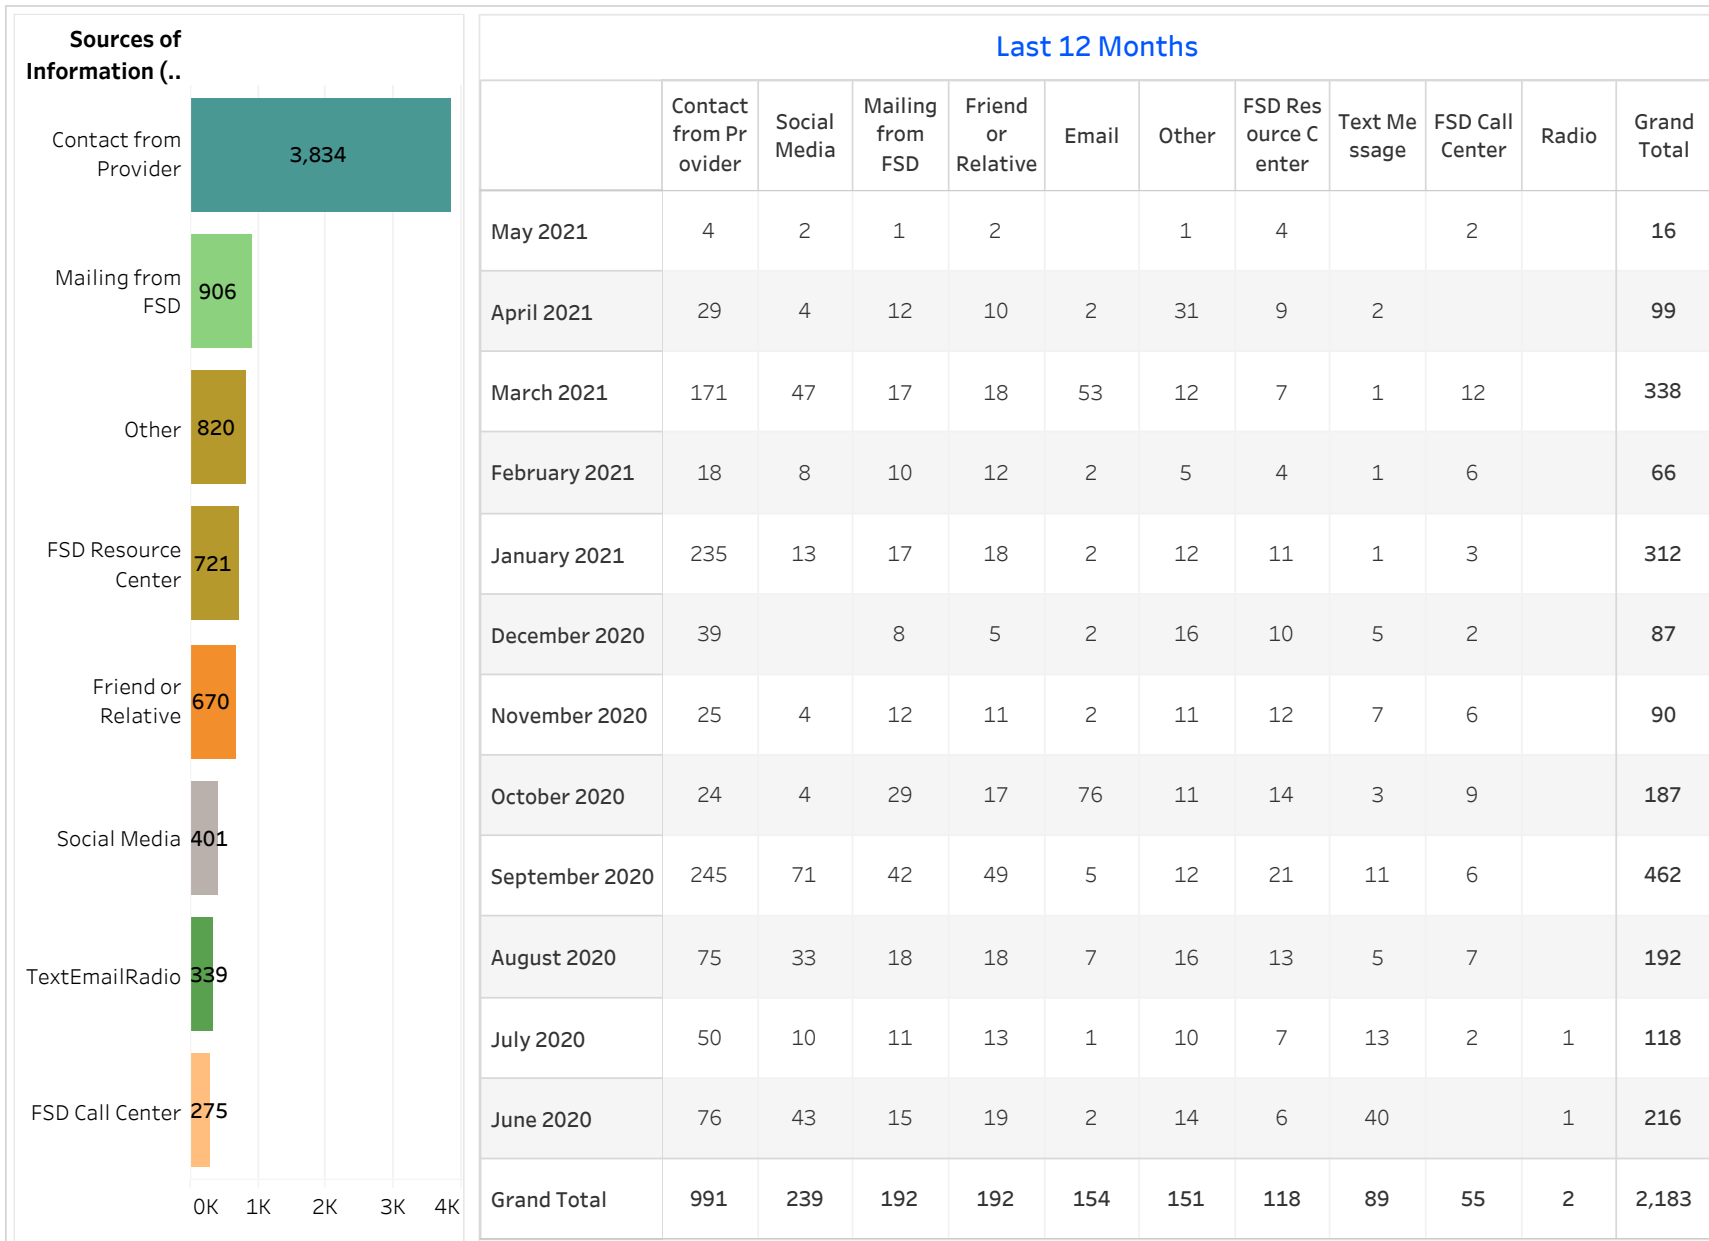 Sources of
Information (..
Contact from
Provider
3,834
Mailing from
FSD
906
Other
820
FSD Resource
Center
721
Friend or
Relative
670
Social Media
401
TextEmailRadio
339
FSD Call Center
275
0K 1K 2K 3K 4K
Last 12 Months
Contact
from Pr
ovider
Social
Media
Mailing
from
FSD
Friend
or
Relative
Email
Other
FSD Res
ource C
enter
Text Me
ssage
FSD Call
Center
Radio
Grand
Total
May 2021 4 2 1 2 1 4 2 16
April 2021 29 4 12 10 2 31 9 2 99
March 2021 171 47 17 18 53 12 7 1 12 338
February 2021 18 8 10 12 2 5 4 1 6 66
January 2021 235 13 17 18 2 12 11 1 3 312
December 2020 39 8 5 2 16 10 5 2 87
November 2020 25 4 12 11 2 11 12 7 6 90
October 2020 24 4 29 17 76 11 14 3 9 187
September 2020 245 71 42 49 5 12 21 11 6 462
August 2020 75 33 18 18 7 16 13 5 7 192
July 2020 50 10 11 13 1 10 7 13 2 1 118
June 2020 76 43 15 19 2 14 6 40 1 216
Grand Total 991 239 192 192 154 151 118 89 55 2 2,183